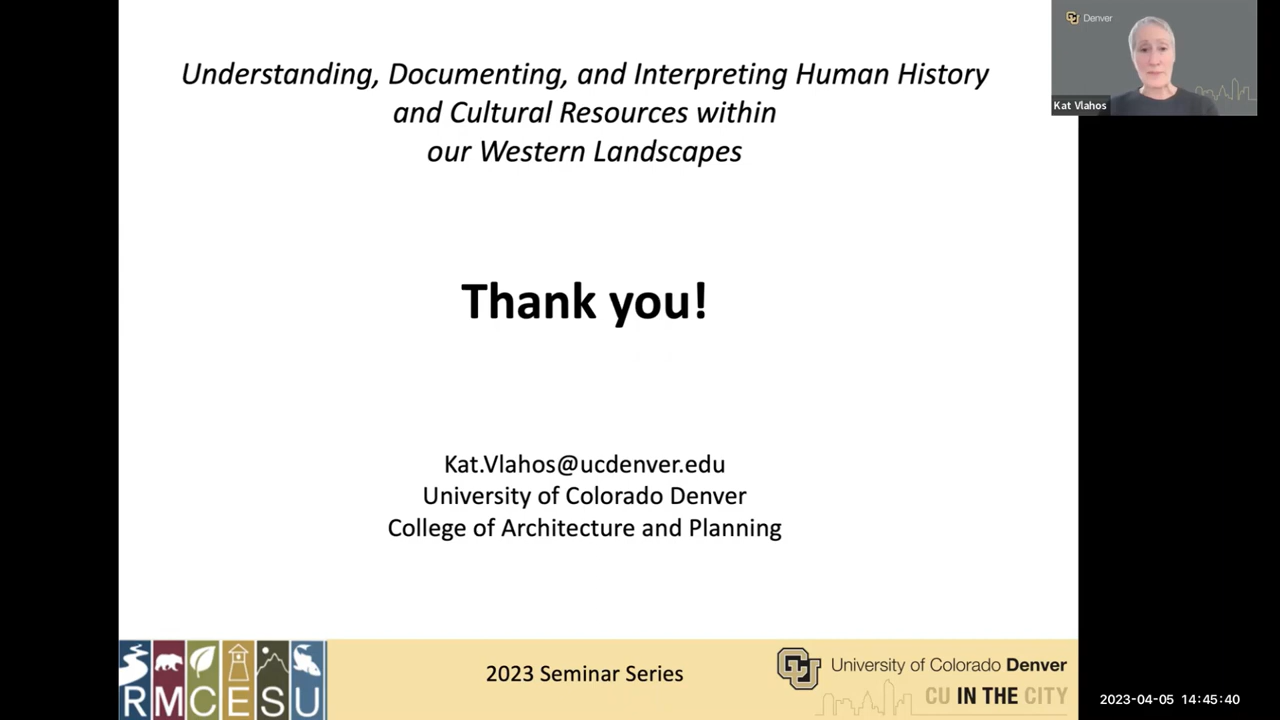 Denver
Kat Vlahos
Understanding, Documenting, and Interpreting Human History
and Cultural Resources within
our Western Landscapes
Thank you!
Kat.Vlahos@ucdenver.edu
University of Colorado Denver
College of Architecture and Planning
RMCESU
2023 Seminar Series
University of Colorado Denver
CU IN THE CITY
2023-04-05 14:45:40